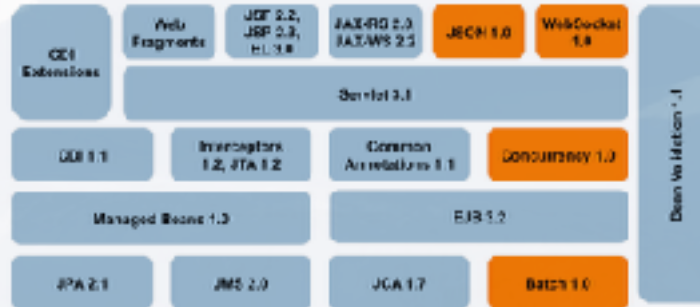 CDI
Extensions
Web
Fragments
JSF 2.2,
JSP 2.3,
EL 3.0
JAX-RS 2.0,
JAX-WS 2.2
JSON 1.0
WebSocket
1.0
Servlet 3.1
CDI 1.1
Interceptors
1.2, JTA 1.2
Common
Annotations 1.1
Concurrency 1.0
Managed Beans 1.0
EJB 3.2
JPA 2.1
JMS 2.0
JCA 1.7
Batch 1.0
Bean Validation 1.1